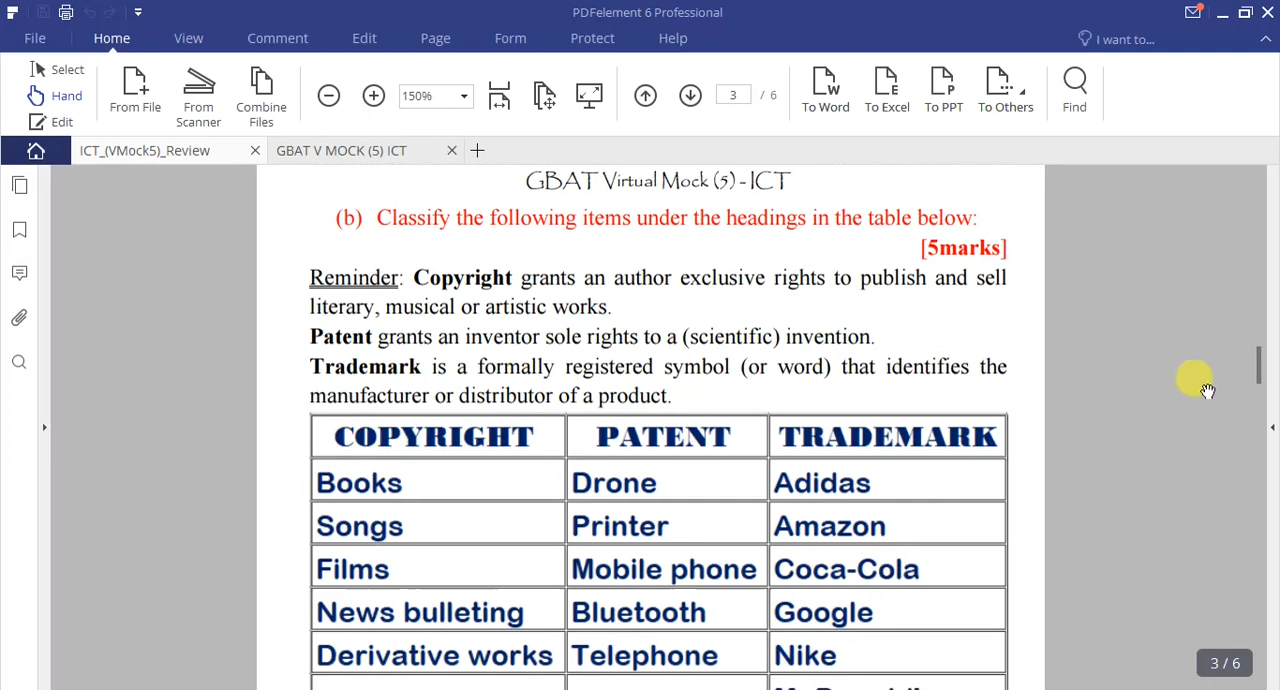 PDFelement 6 Professional
File Home View Comment Edit Page Form Protect Help I want to...
Select
Hand
Edit
From File
From Scanner
Combine Files
150%
3 / 6
To Word
To Excel
To PPT
To Others
Find
ICT_(VMock5)_Review
GBAT V MOCK (5) ICT
GBAT Virtual Mock (5) - ICT
(b) Classify the following items under the headings in the table below:
[5marks]
Reminder: Copyright grants an author exclusive rights to publish and sell
literary, musical or artistic works.
Patent grants an inventor sole rights to a (scientific) invention.
Trademark is a formally registered symbol (or word) that identifies the
manufacturer or distributor of a product.
COPYRIGHT PATENT TRADEMARK
Books Drone Adidas
Songs Printer Amazon
Films Mobile phone Coca-Cola
News bulleting Bluetooth Google
Derivative works Telephone Nike
3 / 6